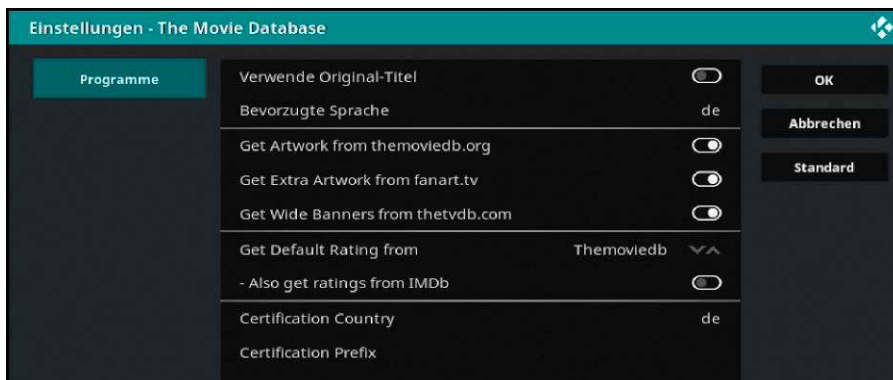 Einstellungen - The Movie Database
Programme
Verwende Original-Titel
Bevorzugte Sprache de
Get Artwork from themoviedb.org
Get Extra Artwork from fanart.tv
Get Wide Banners from thetvdb.com
Get Default Rating from Themoviedb
- Also get ratings from IMDb
Certification Country de
Certification Prefix
OK
Abbrechen
Standard